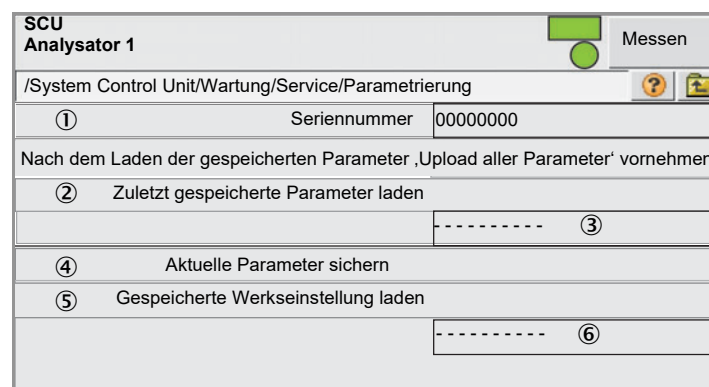 SCU
Analysator 1
Messen
/System Control Unit/Wartung/Service/Parametrierung
?
① Seriennummer 00000000
Nach dem Laden der gespeicherten Parameter ‚Upload aller Parameter‘ vornehmen
② Zuletzt gespeicherte Parameter laden
- - - - - - - - - - ③
④ Aktuelle Parameter sichern
⑤ Gespeicherte Werkseinstellung laden
- - - - - - - - - - ⑥